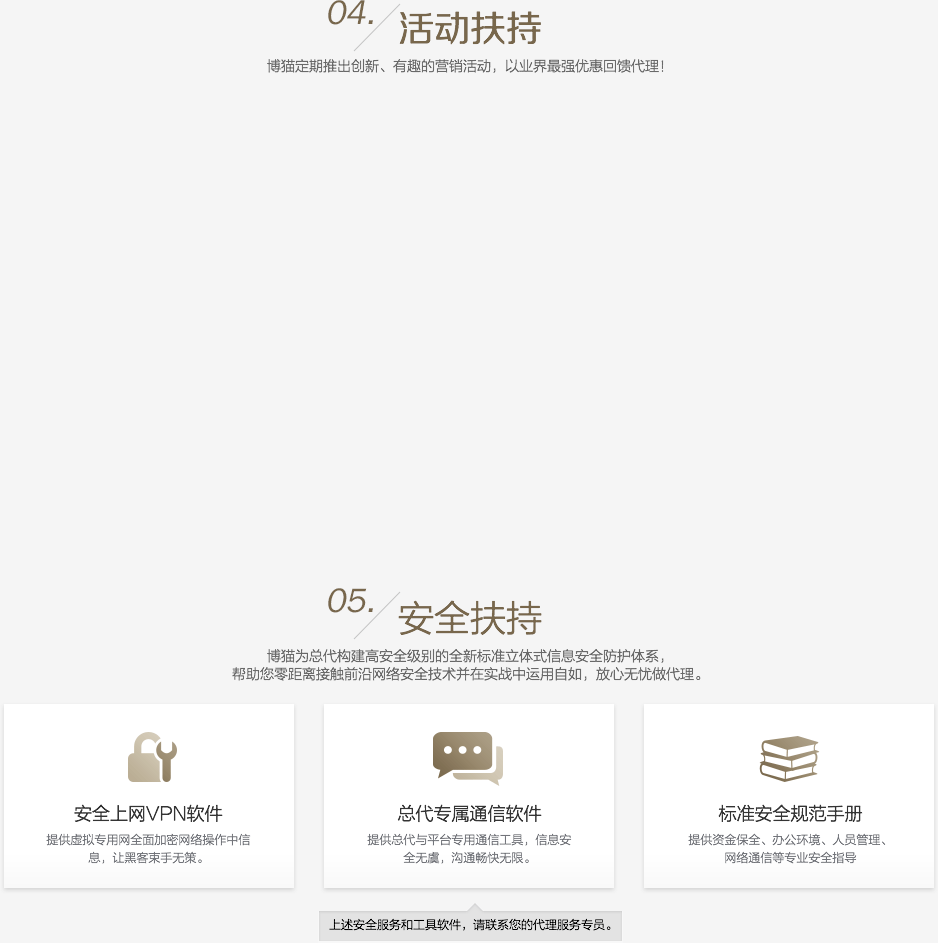 04.
活动扶持
博猫定期推出创新、有趣的营销活动，以业界最强优惠回馈代理！
05.
安全扶持
博猫为总代构建高安全级别的全新标准立体式信息安全防护体系，
帮助您零距离接触前沿网络安全技术并在实战中运用自如，放心无忧做代理。
安全上网VPN软件
提供虚拟专用网全面加密网络操作中信
息，让黑客束手无策。
总代专属通信软件
提供总代与平台专用通信工具，信息安
全无虞，沟通畅快无限。
标准安全规范手册
提供资金保全、办公环境、人员管理、
网络通信等专业安全指导
上述安全服务和工具软件，请联系您的代理服务专员。